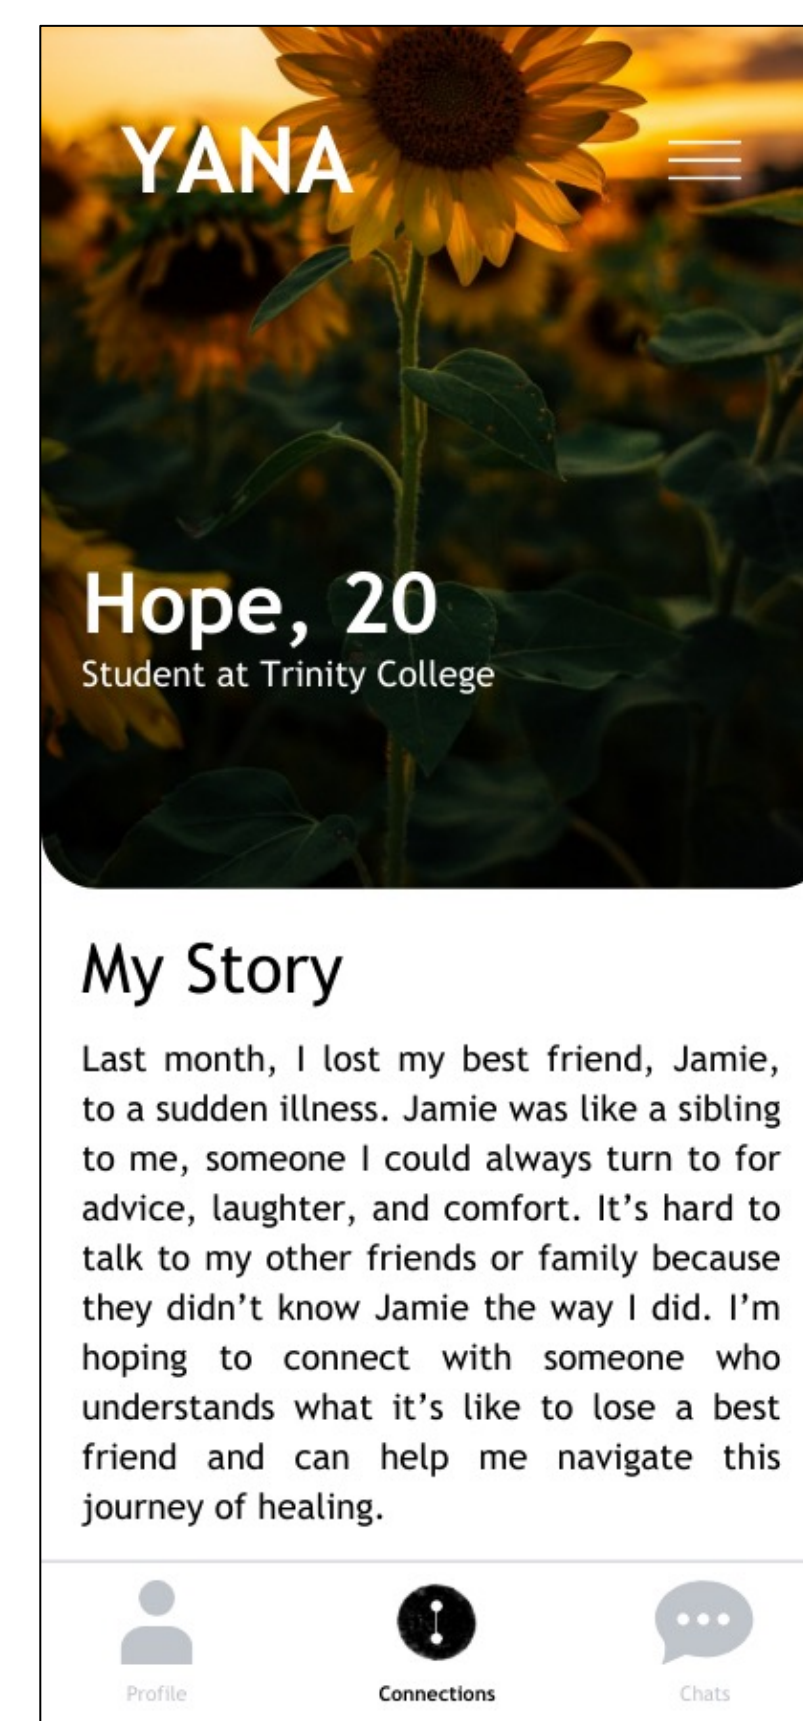 YANA
Hope, 20
Student at Trinity College
My Story
Last month, I lost my best friend, Jamie,
to a sudden illness. Jamie was like a sibling
to me, someone I could always turn to for
advice, laughter, and comfort. It’s hard to
talk to my other friends or family because
they didn’t know Jamie the way I did. I’m
hoping to connect with someone who
understands what it’s like to lose a best
friend and can help me navigate this
journey of healing.
Profile
Connections
Chats